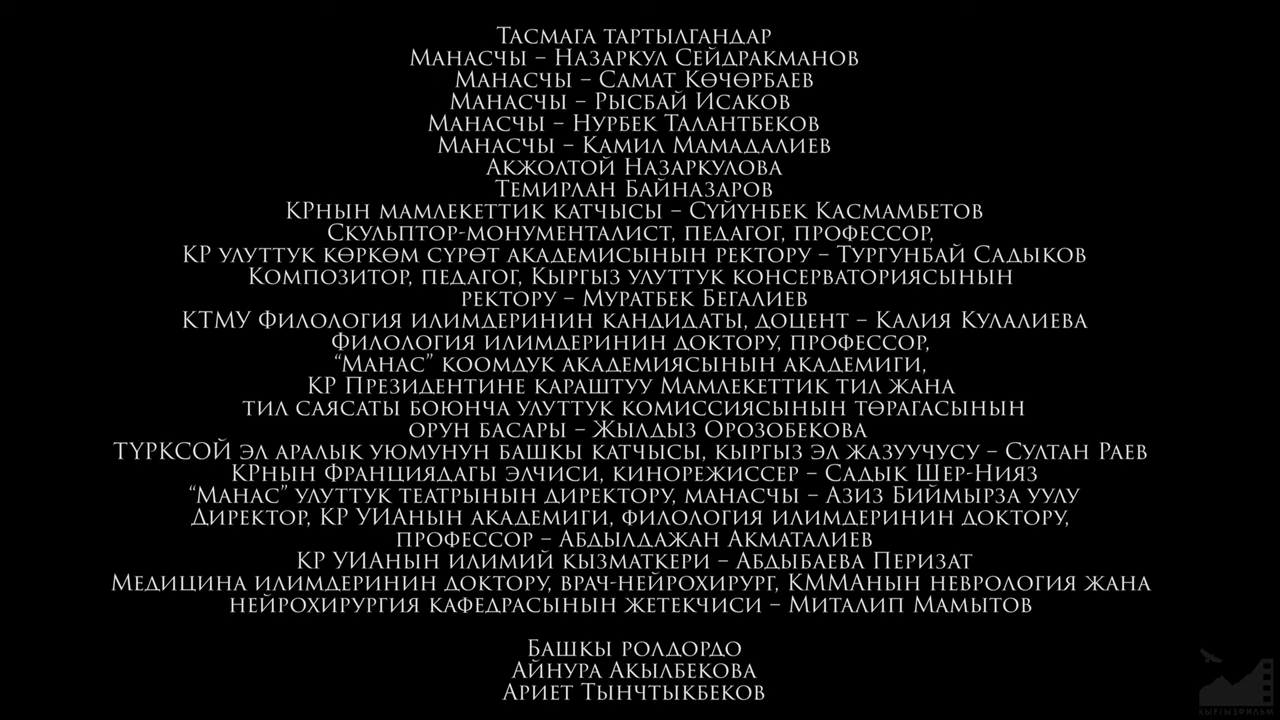 Тасмага тартылгандар
Манасчы – Назаркул Сейдракманов
Манасчы – Самат Көчөрбаев
Манасчы – Рысбай Исаков
Манасчы – Нурбек Талантбеков
Манасчы – Камил Мамадалиев
Акжолтой Назаркулова
Темирлан Байназаров
КРнын мамлекеттик катчысы – Сүйүнбек Касмамбетов
Скульптор-монументалист, педагог, профессор,
КР улуттук көркөм сүрөт академисынын ректору – Тургунбай Садыков
Композитор, педагог, Кыргыз улуттук консерваториясынын
ректору – Муратбек Бегалиев
КТМУ Филология илимдеринин кандидаты, доцент – Калия Кулалиева
Филология илимдеринин доктору, профессор,
“Манас” коомдук академиясынын академиги,
КР Президентине караштуу Мамлекеттик тил жана
тил саясаты боюнча улуттук комиссиясынын төрагасынын
орун басары – Жылдыз Орозобекова
ТҮРКСОЙ эл аралык уюмунун башкы катчысы, кыргыз эл жазуучусу – Султан Раев
КРнын Франциядагы элчиси, кинорежиссер – Садык Шер-Нияз
“Манас” улуттук театрынын директору, манасчы – Азиз Биймырза уулу
Директор, КР УИАнын академиги, филология илимдеринин доктору,
профессор – Абдылдажан Акматалиев
КР УИАнын илимий кызматкери – Абдыбаева Перизат
Медицина илимдеринин доктору, врач-нейрохирург, КММАнын неврология жана
нейрохирургия кафедрасынын жетекчиси – Миталип Мамытов
Башкы ролдордо
Айнура Акылбекова
Ариет Тынчтыкбеков
КЫРГЫЗФИЛЬМ